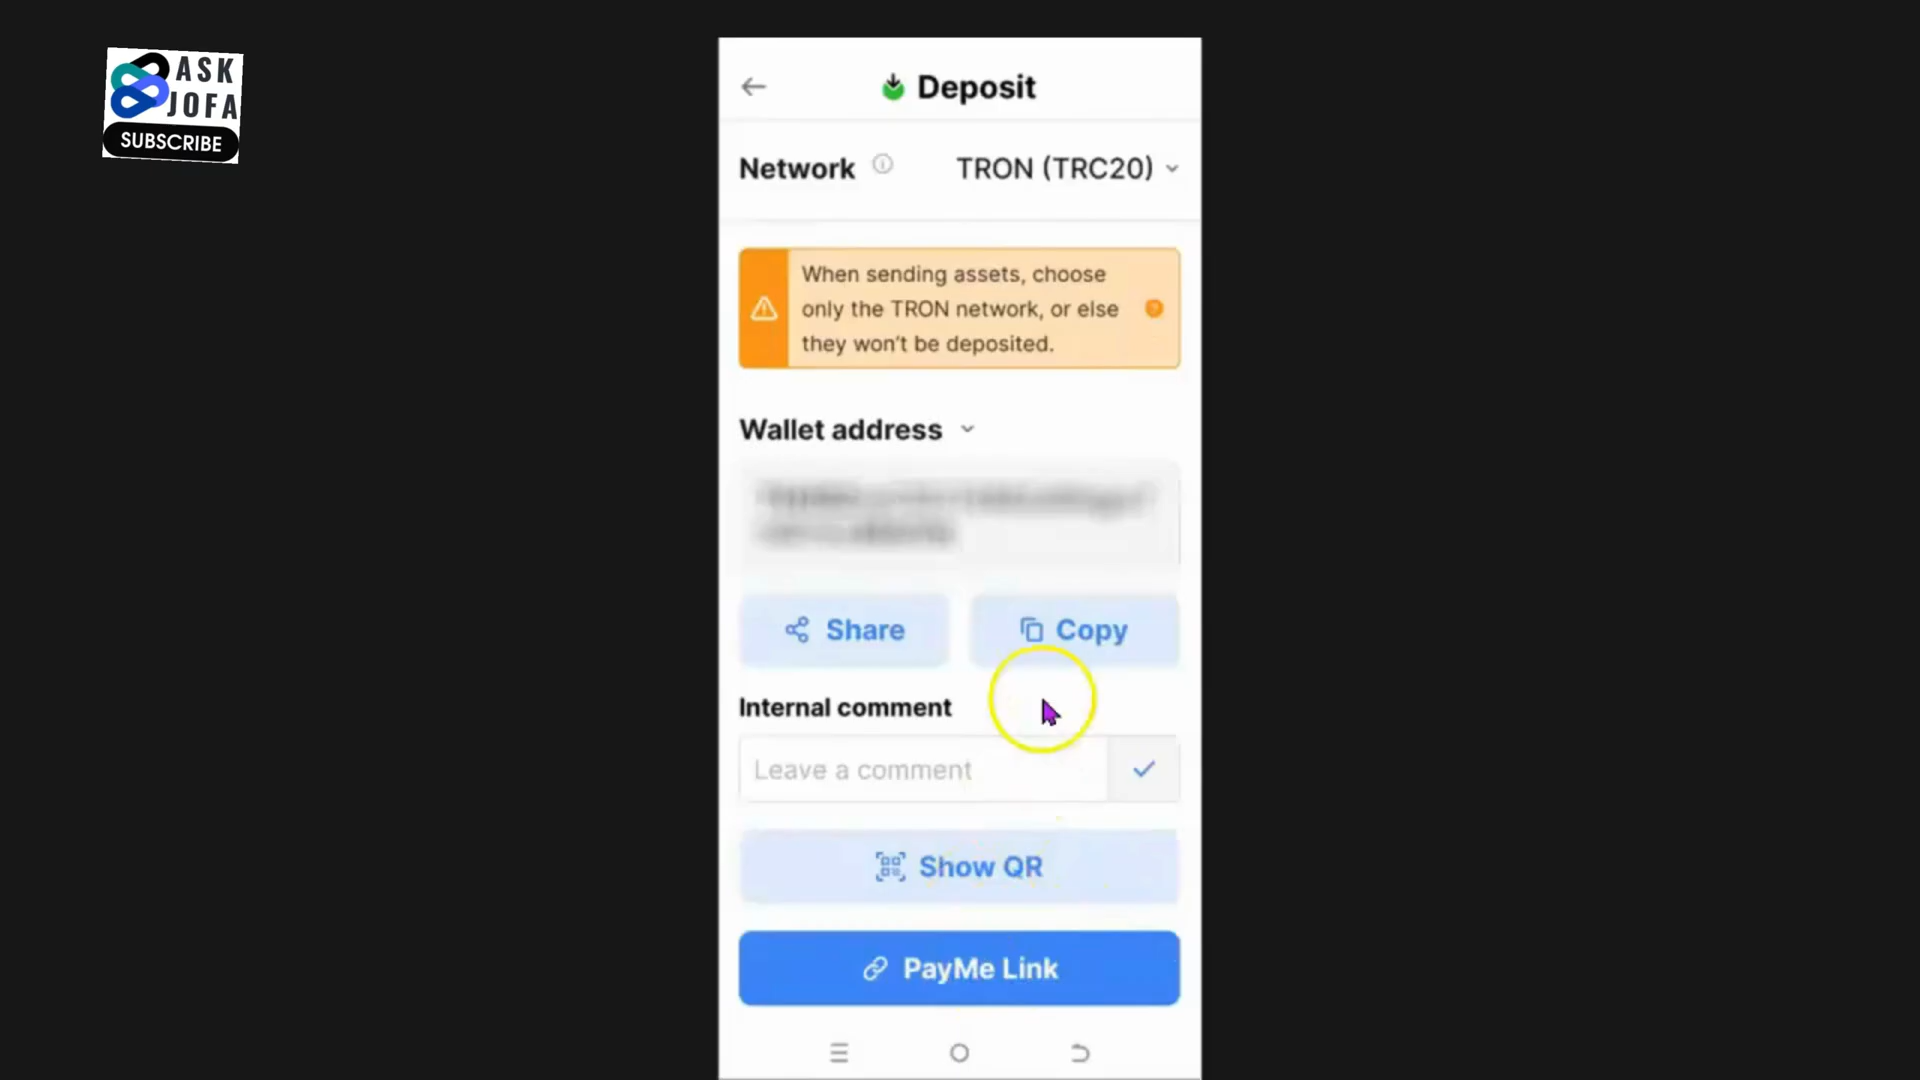 ASK
JOFA
SUBSCRIBE
Deposit
Network
TRON (TRC20)
When sending assets, choose
only the TRON network, or else
they won't be deposited.
Wallet address
Share
Copy
Internal comment
Leave a comment
Show QR
PayMe Link